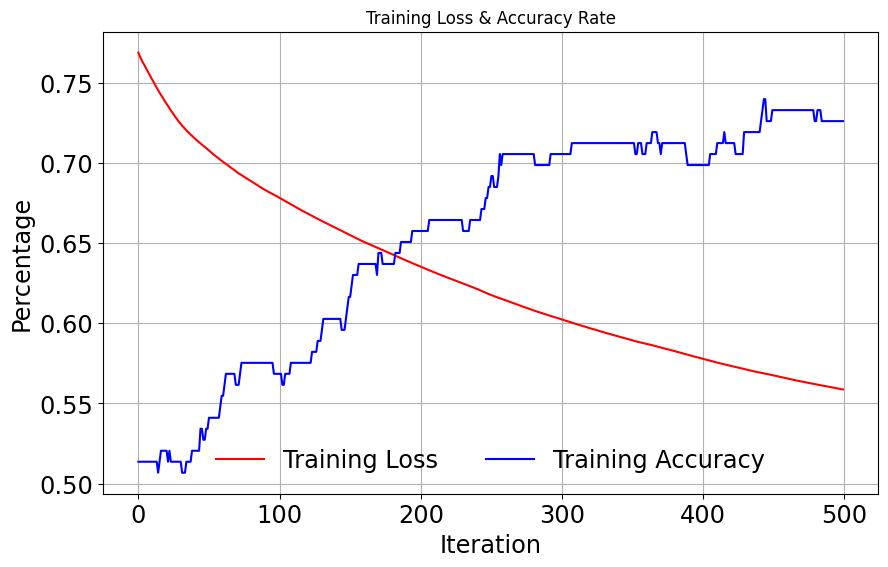 Training Loss & Accuracy Rate
0.75
0.70
0.65
0.60
0.55
0.50
Percentage
Training Loss Training Accuracy
0 100 200 300 400 500
Iteration